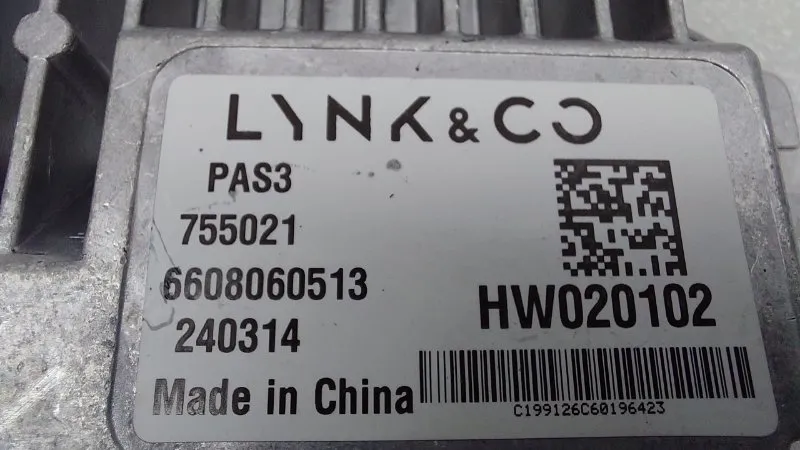 LYNK & CO
PAS3
755021
6608060513
240314
HW020102
Made in China
C199126C60196423